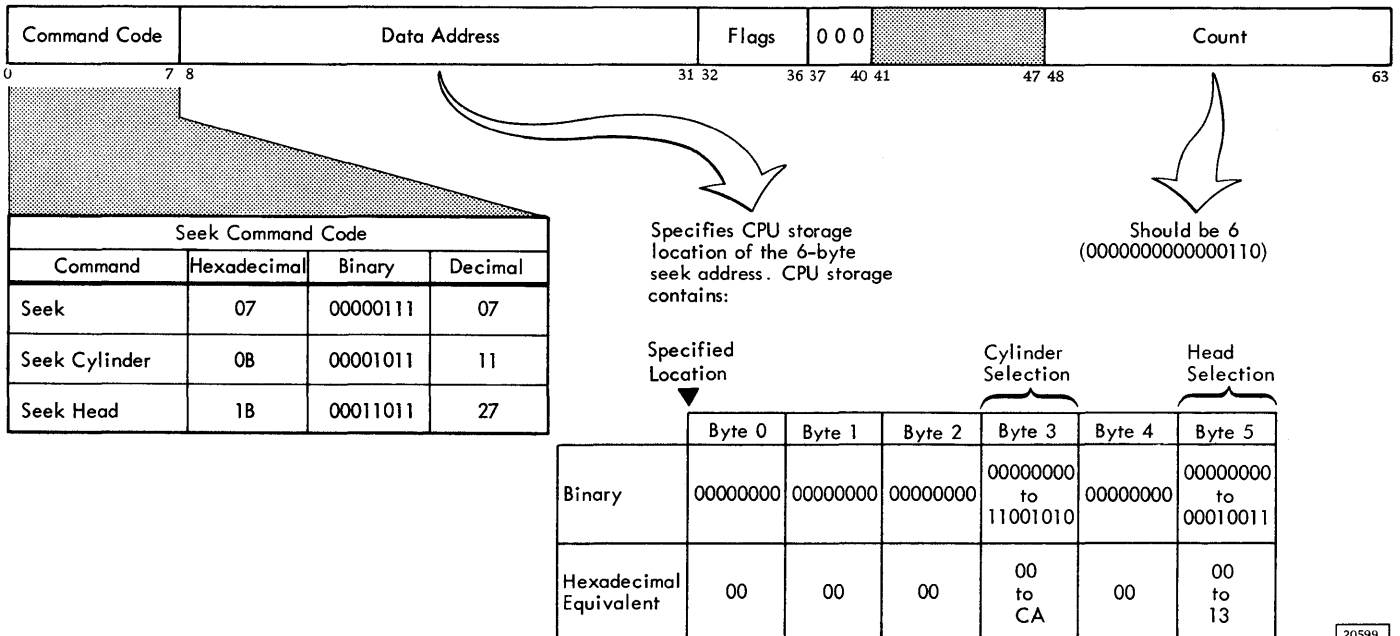 Command Code Data Address Flags 0 0 0 Count
0 7 8 31 32 36 37 40 41 47 48 63
Seek Command Code
Command Hexadecimal Binary Decimal
Seek 07 00000111 07
Seek Cylinder 0B 00001011 11
Seek Head 1B 00011011 27
Specifies CPU storage
location of the 6-byte
seek address. CPU storage
contains:
Should be 6
(0000000000000110)
Specified
Location
Cylinder
Selection
Head
Selection
Byte 0 Byte 1 Byte 2 Byte 3 Byte 4 Byte 5
Binary 00000000 00000000 00000000 00000000 to 11001010 00000000 00000000 to 00010011
Hexadecimal Equivalent 00 00 00 00 to CA 00 00 to 13
20599